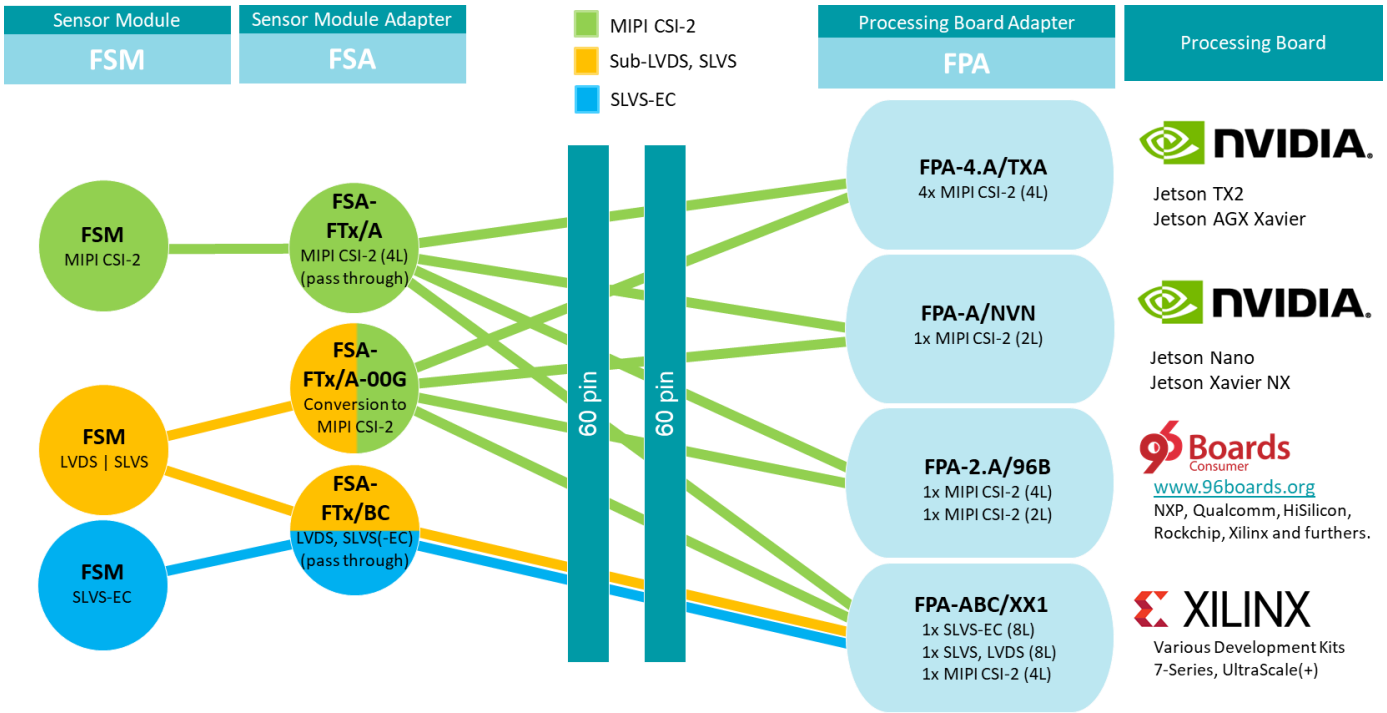 Sensor Module
FSM
Sensor Module Adapter
FSA
MIPI CSI-2
Sub-LVDS, SLVS
SLVS-EC
Processing Board Adapter
FPA
Processing Board
FSM
MIPI CSI-2
FSM
LVDS | SLVS
FSM
SLVS-EC
FSA-
FTx/A
MIPI CSI-2 (4L)
(pass through)
FSA-
FTx/A-00G
Conversion to
MIPI CSI-2
FSA-
FTx/BC
LVDS, SLVS(-EC)
(pass through)
60 pin
60 pin
FPA-4.A/TXA
4x MIPI CSI-2 (4L)
FPA-A/NVN
1x MIPI CSI-2 (2L)
FPA-2.A/96B
1x MIPI CSI-2 (4L)
1x MIPI CSI-2 (2L)
FPA-ABC/XX1
1x SLVS-EC (8L)
1x SLVS, LVDS (8L)
1x MIPI CSI-2 (4L)
NVIDIA.
Jetson TX2
Jetson AGX Xavier
NVIDIA.
Jetson Nano
Jetson Xavier NX
96 Boards
Consumer
www.96boards.org
NXP, Qualcomm, HiSilicon,
Rockchip, Xilinx and furthers.
XILINX
Various Development Kits
7-Series, UltraScale(+)